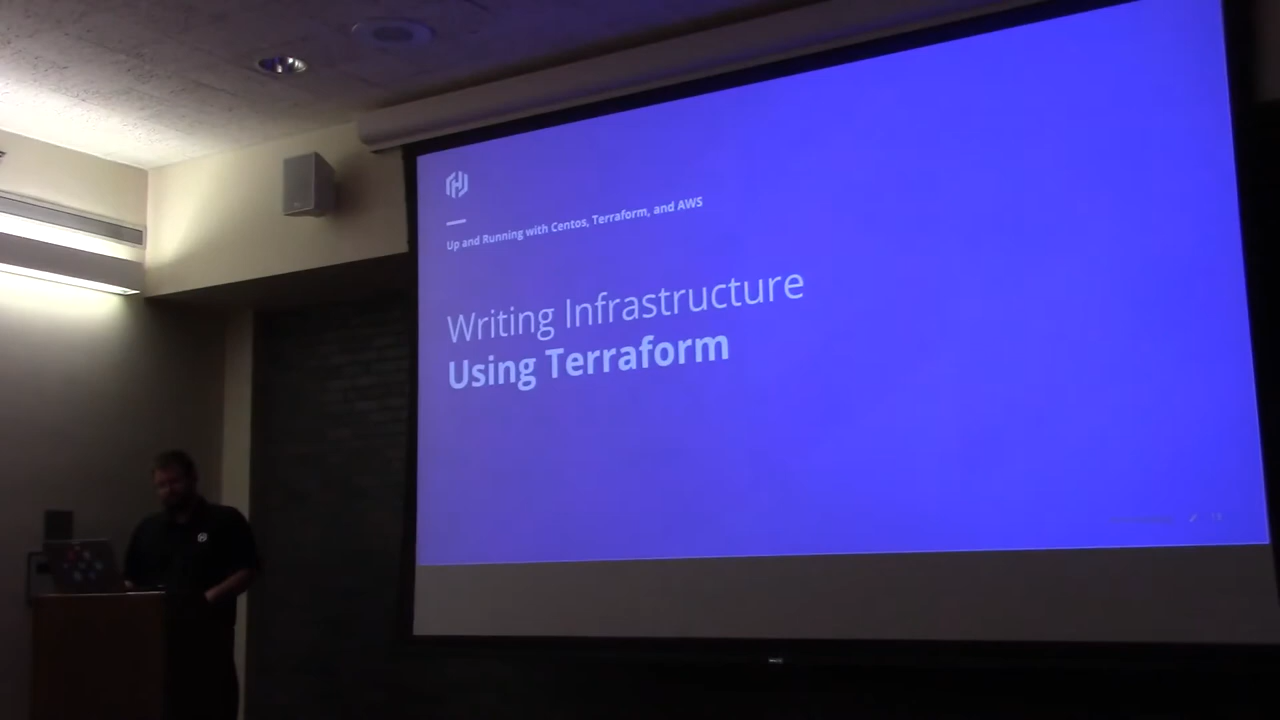 Up and Running with Centos, Terraform, and AWS
Writing Infrastructure
Using Terraform